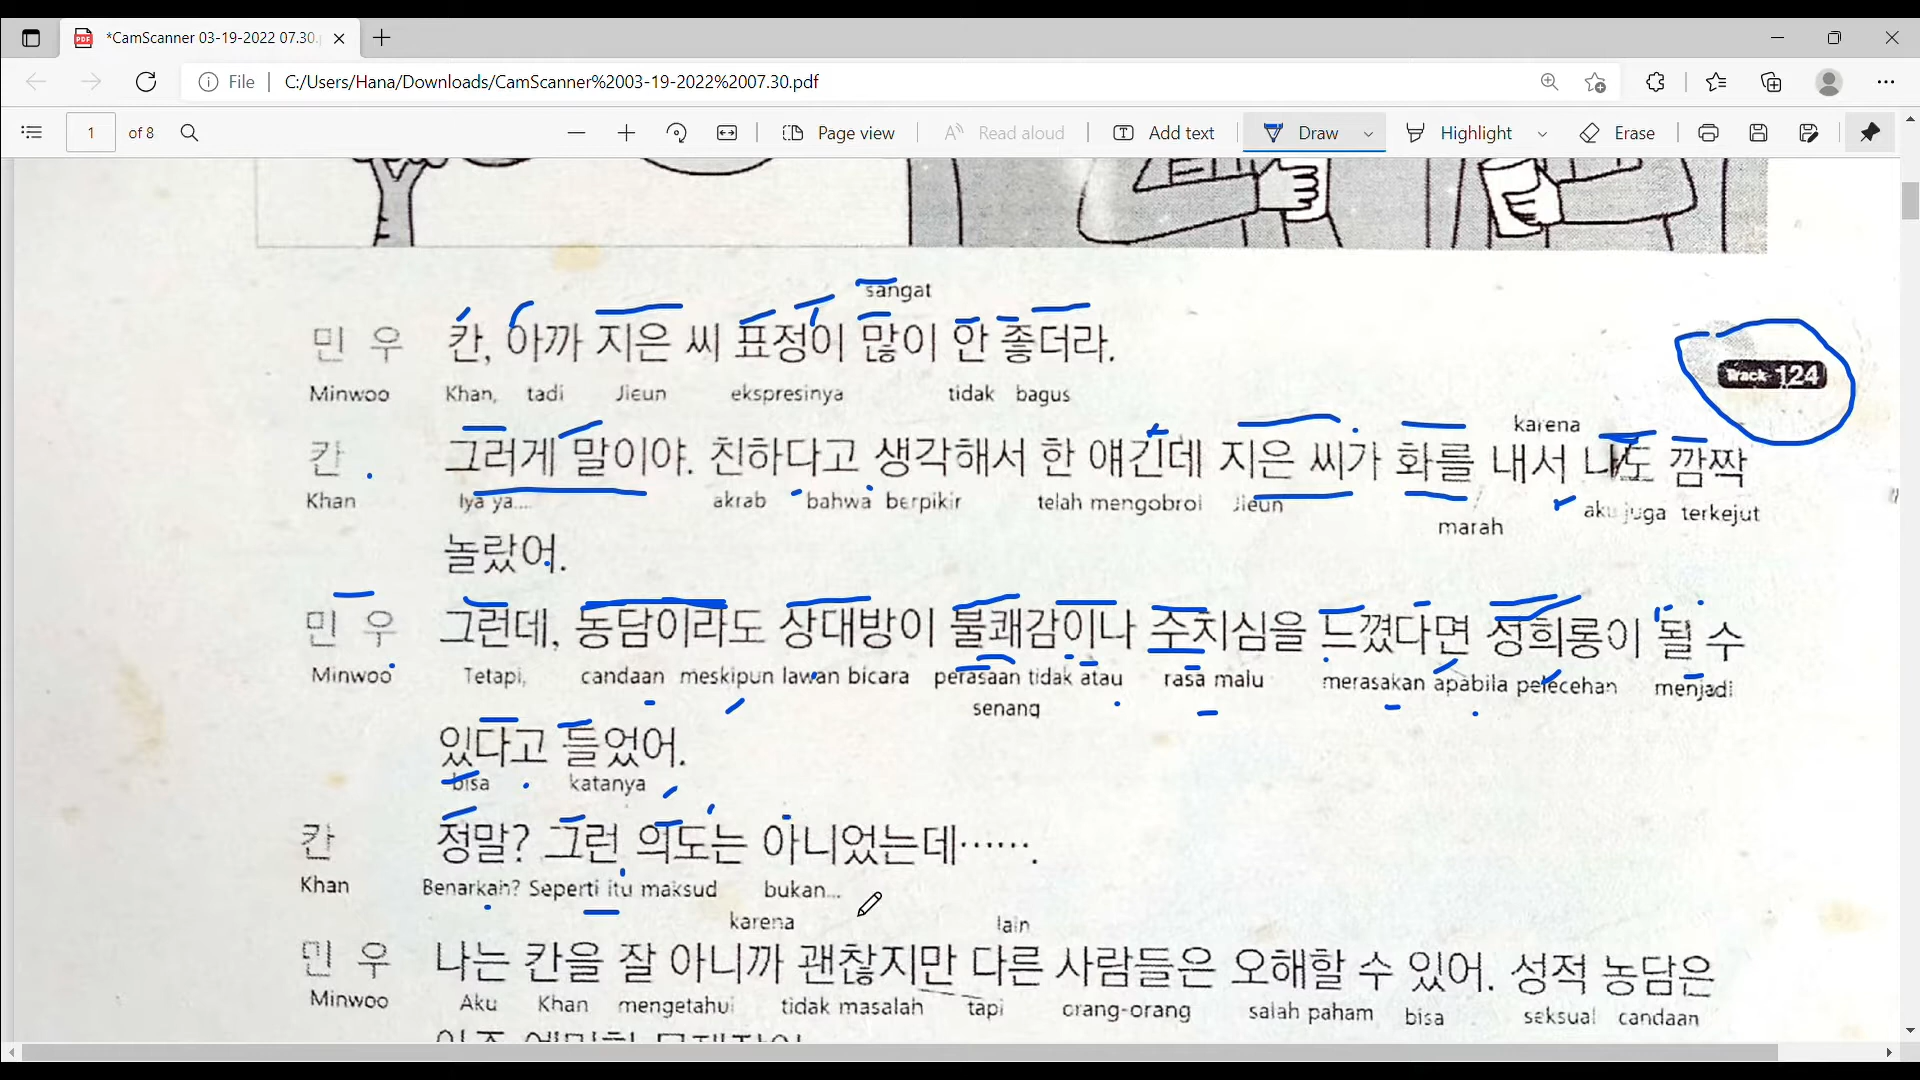 *CamScanner 03-19-2022 07.30.
File
C:/Users/Hana/Downloads/CamScanner%2003-19-2022%2007.30.pdf
1 of 8
Page view
Read aloud
Add text
Draw
Highlight
Erase
sangat
민 우 칸, 아까 지은 씨 표정이 많이 안 좋더라.
Track 124
Minwoo Khan, tadi Jieun ekspresinya tidak bagus
karena
칸 그러게 말이야. 친하다고 생각해서 한 얘긴데 지은 씨가 화를 내서 나도 깜짝
Khan Iya ya.... akrab bahwa berpikir telah mengobrol Jieun aku juga terkejut
marah
놀랐어.
민 우 그런데, 농담이라도 상대방이 불쾌감이나 수치심을 느꼈다면 성희롱이 될 수
Minwoo Tetapi, candaan meskipun lawan bicara perasaan tidak atau rasa malu merasakan apabila pelecehan menjadi
senang
있다고 들었어.
bisa katanya
칸 정말? 그런 의도는 아니었는데…….
Khan Benarkah? Seperti itu maksud bukan...
karena lain
민 우 나는 칸을 잘 아니까 괜찮지만 다른 사람들은 오해할 수 있어. 성적 농담은
Minwoo Aku Khan mengetahui tidak masalah tapi orang-orang salah paham bisa seksual candaan